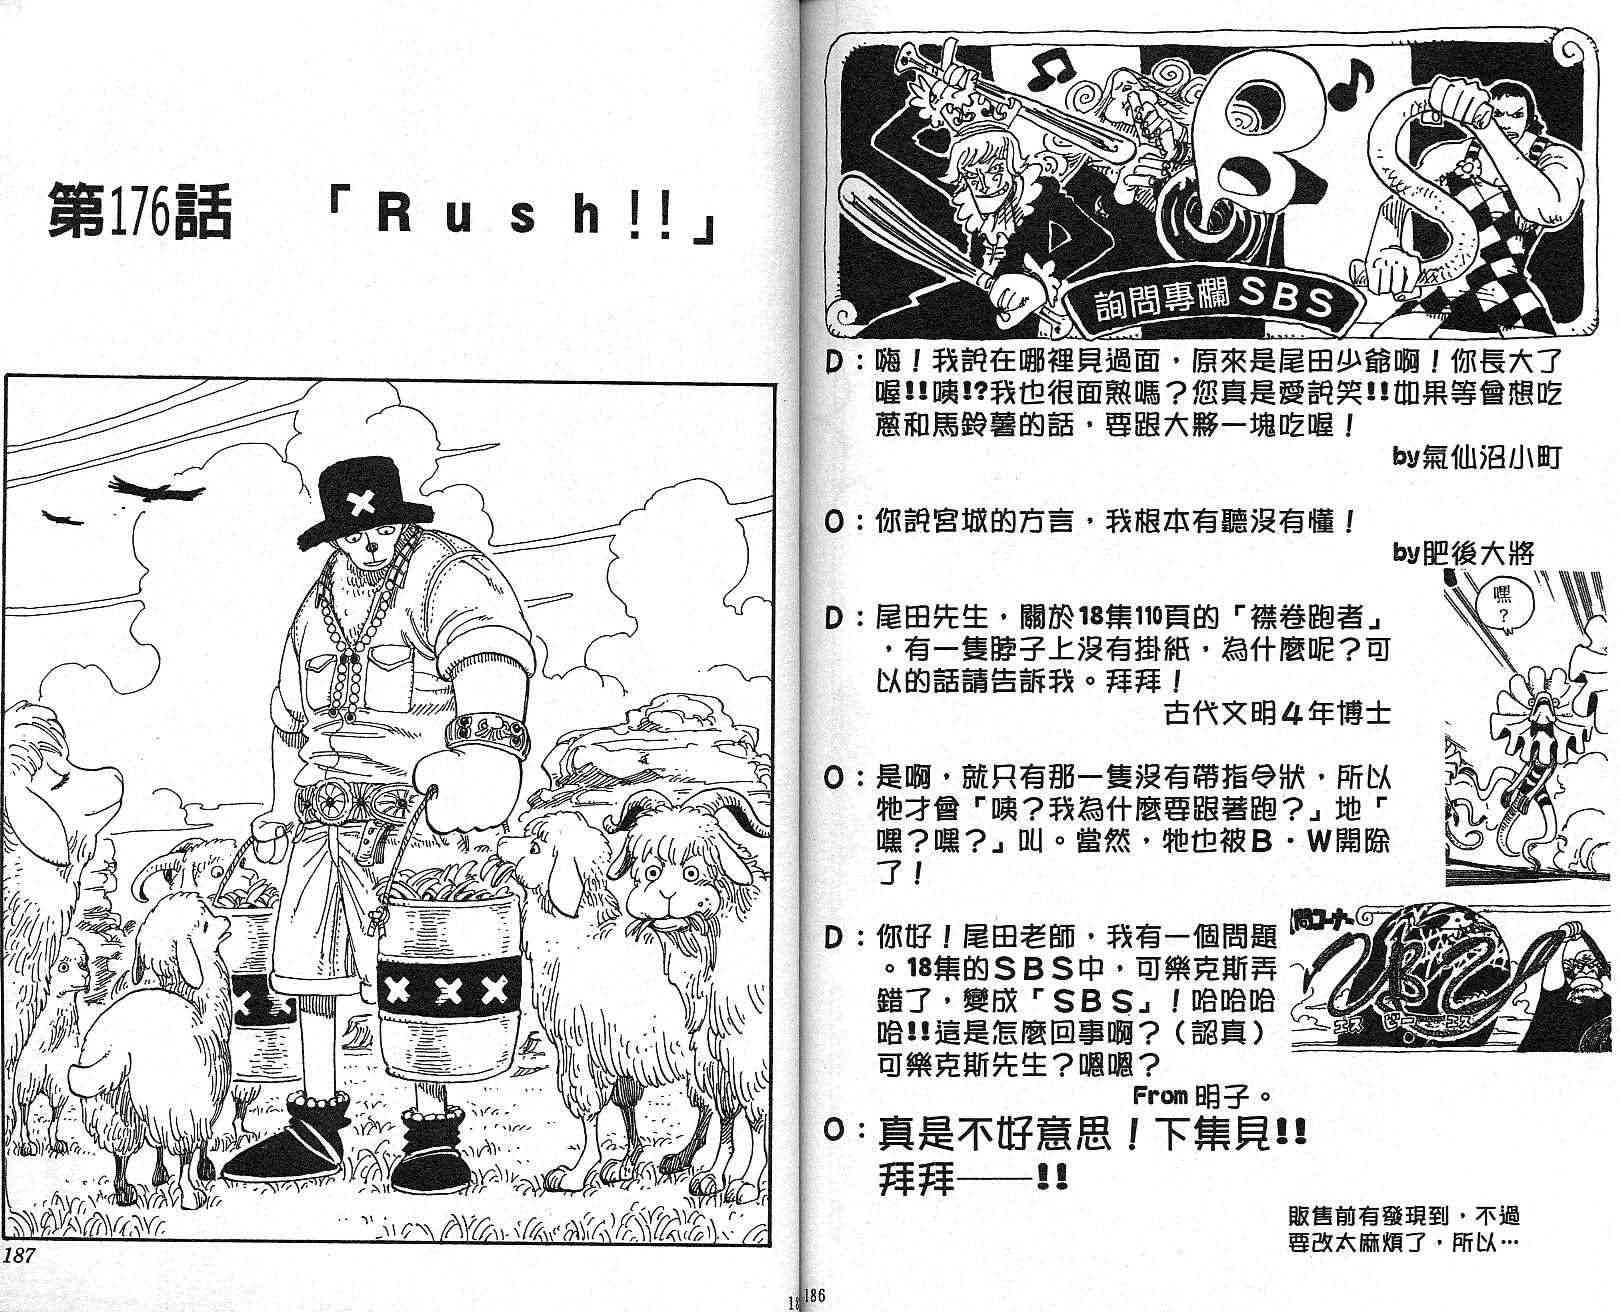 詢問專欄SBS
D：嗨！我說在哪裡見過面，原來是尾田少爺啊！你長大了
喔!!咦!?我也很面熟嗎？您真是愛說笑!!如果等會想吃
蔥和馬鈴薯的話，要跟大夥一塊吃喔！
by氣仙沼小町
O：你說宮城的方言，我根本有聽沒有懂！
by肥後大將
嘿？
D：尾田先生，關於18集110頁的「襟卷跑者」
，有一隻脖子上沒有掛紙，為什麼呢？可
以的話請告訴我。拜拜！
古代文明4年博士
O：是啊，就只有那一隻沒有帶指令狀，所以
牠才會「咦？我為什麼要跟著跑？」地「
嘿？嘿？」叫。當然，牠也被B・W開除
了！
D：你好！尾田老師，我有一個問題
。18集的SBS中，可樂克斯弄
錯了，變成「SBS」！哈哈哈
哈!!這是怎麼回事啊？(認真)
可樂克斯先生？嗯嗯？
From 明子。
問コーナー
エス ビー エス
O：真是不好意思！下集見!!
拜拜——!!
販售前有發現到，不過
要改太麻煩了，所以…
186
第176話 「Rush!!」
187